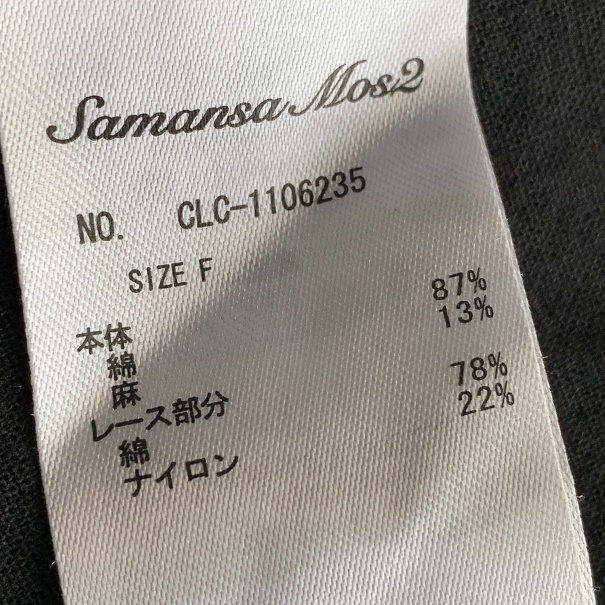 Samansa Mos2
NO. CLC-1106235
SIZE F
本体
綿 87%
麻 13%
レース部分
綿 78%
ナイロン 22%